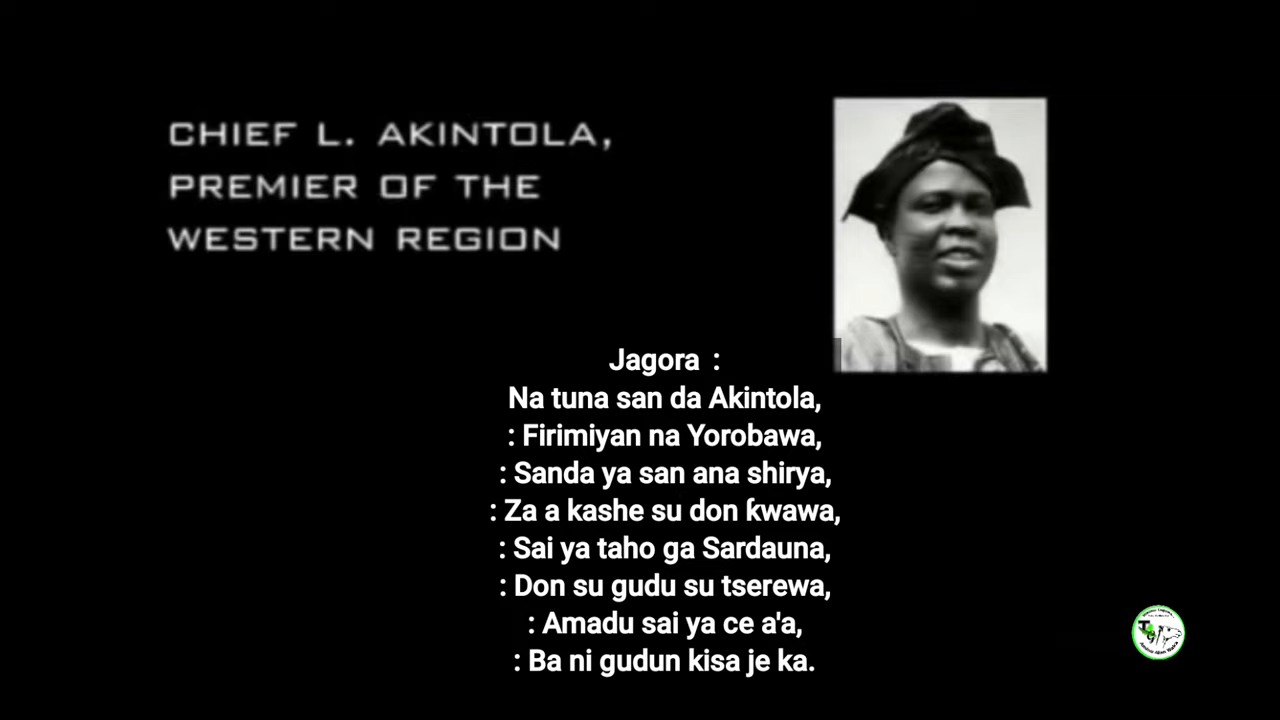 CHIEF L. AKINTOLA,
PREMIER OF THE
WESTERN REGION
Jagora :
Na tuna san da Akintola,
: Firimiyan na Yorobawa,
: Sanda ya san ana shirya,
: Za a kashe su don ƙwawa,
: Sai ya taho ga Sardauna,
: Don su gudu su tserewa,
: Amadu sai ya ce a'a,
: Ba ni gudun kisa je ka.